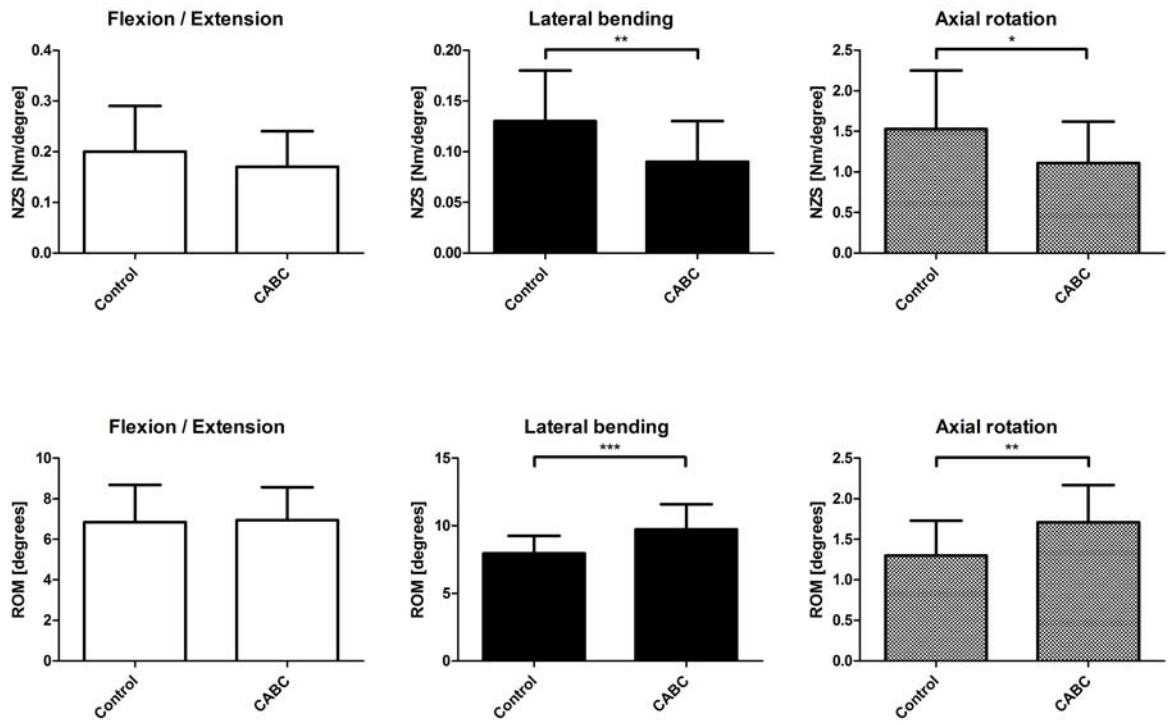 Flexion / Extension
NZS [Nm/degree]
0.4
0.3
0.2
0.1
0.0
Control
CABC
Lateral bending
**
NZS [Nm/degree]
0.20
0.15
0.10
0.05
0.00
Control
CABC
Axial rotation
*
NZS [Nm/degree]
2.5
2.0
1.5
1.0
0.5
0.0
Control
CABC
Flexion / Extension
ROM [degrees]
10
8
6
4
2
0
Control
CABC
Lateral bending
***
ROM [degrees]
15
10
5
0
Control
CABC
Axial rotation
**
ROM [degrees]
2.5
2.0
1.5
1.0
0.5
0.0
Control
CABC